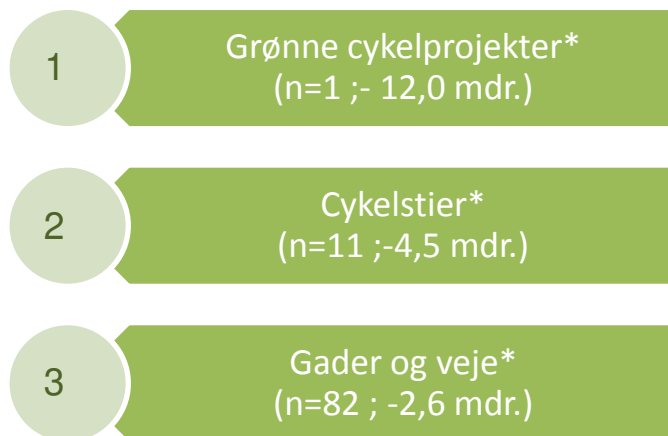 1
Grønne cykelprojekter*
(n=1 ;- 12,0 mdr.)
2
Cykelstier*
(n=11 ;-4,5 mdr.)
3
Gader og veje*
(n=82 ; -2,6 mdr.)